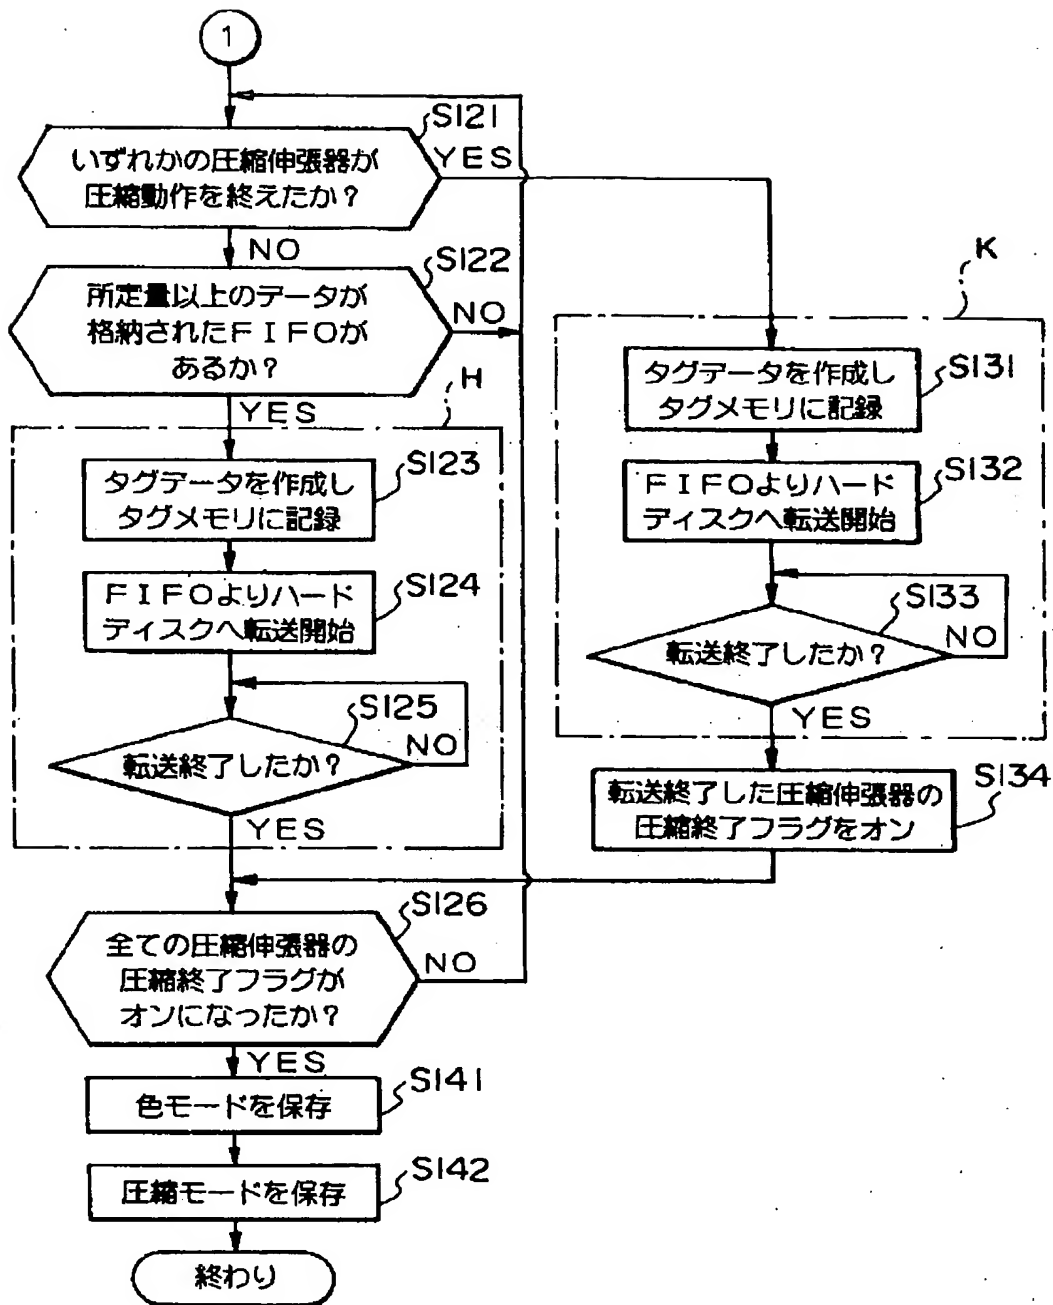 1
S121
いずれかの圧縮伸張器が
圧縮動作を終えたか?
YES
NO
S122
所定量以上のデータが
格納されたFIFOが
あるか?
NO
YES
H
S123
タグデータを作成し
タグメモリに記録
S124
FIFOよりハード
ディスクへ転送開始
S125
転送終了したか?
NO
YES
K
S131
タグデータを作成し
タグメモリに記録
S132
FIFOよりハード
ディスクへ転送開始
S133
転送終了したか?
NO
YES
S134
転送終了した圧縮伸張器の
圧縮終了フラグをオン
S126
全ての圧縮伸張器の
圧縮終了フラグが
オンになったか?
NO
YES
S141
色モードを保存
S142
圧縮モードを保存
終わり